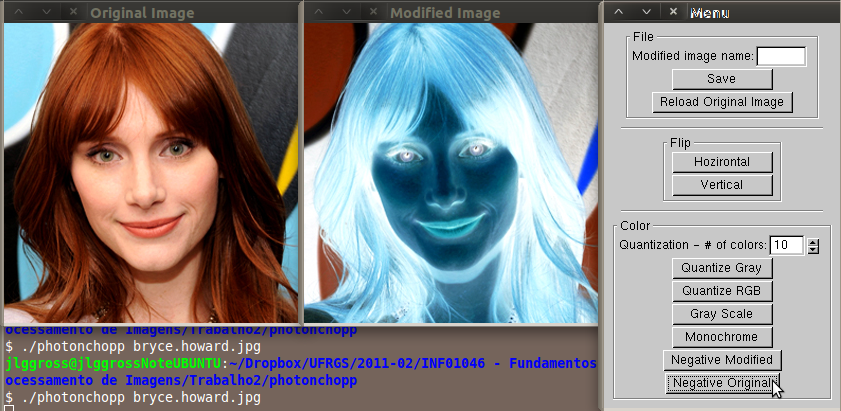 Original Image
Modified Image
Menu
File
Modified image name:
Save
Reload Original Image
Flip
Hozirontal
Vertical
Color
Quantization - # of colors: 10
Quantize Gray
Quantize RGB
Gray Scale
Monochrome
Negative Modified
Negative Original
ocessamento de Imagens/Trabalho2/photonchopp
$ ./photonchopp bryce.howard.jpg
jlggross@jlggrossNoteUBUNTU:~/Dropbox/UFRGS/2011-02/INF01046 - Fundamentos
ocessamento de Imagens/Trabalho2/photonchopp
$ ./photonchopp bryce.howard.jpg